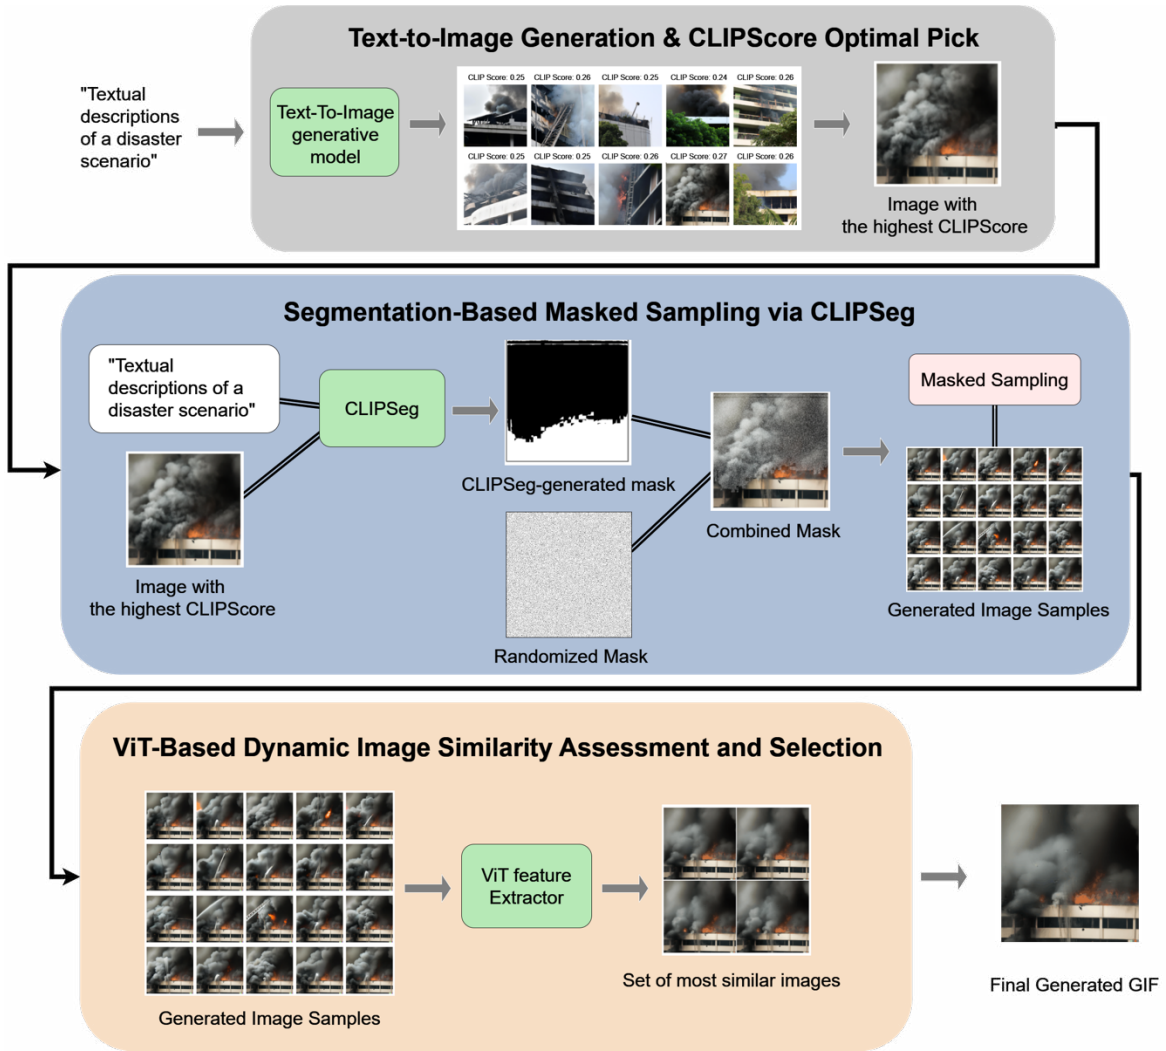 Text-to-Image Generation & CLIPScore Optimal Pick
"Textual
descriptions
of a disaster
scenario"
Text-To-Image
generative
model
CLIP Score: 0.25
CLIP Score: 0.26
CLIP Score: 0.25
CLIP Score: 0.24
CLIP Score: 0.26
CLIP Score: 0.25
CLIP Score: 0.25
CLIP Score: 0.26
CLIP Score: 0.27
CLIP Score: 0.26
Image with
the highest CLIPScore
Segmentation-Based Masked Sampling via CLIPSeg
"Textual
descriptions of a
disaster scenario"
CLIPSeg
CLIPSeg-generated mask
Image with
the highest CLIPScore
Randomized Mask
Combined Mask
Masked Sampling
Generated Image Samples
ViT-Based Dynamic Image Similarity Assessment and Selection
Generated Image Samples
ViT feature
Extractor
Set of most similar images
Final Generated GIF